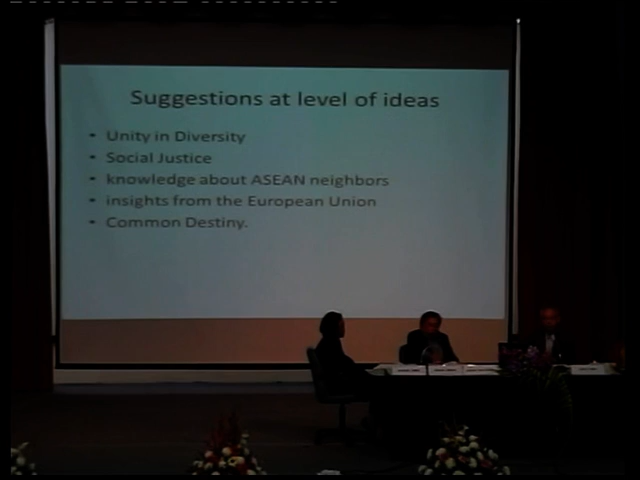 Suggestions at level of ideas
• Unity in Diversity
• Social Justice
• knowledge about ASEAN neighbors
• insights from the European Union
• Common Destiny.